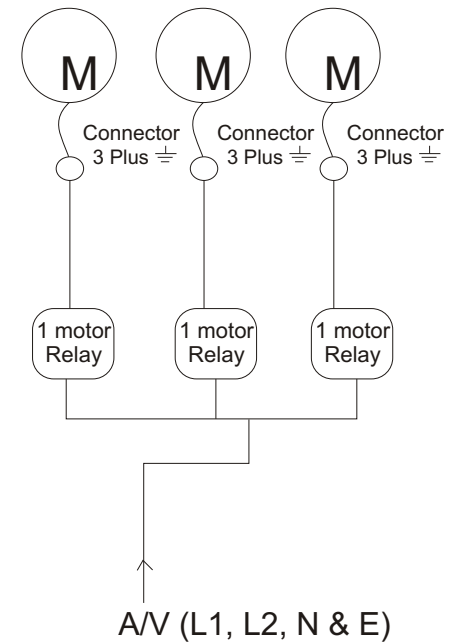 M M M
Connector Connector Connector
3 Plus ⏚ 3 Plus ⏚ 3 Plus ⏚
1 motor 1 motor 1 motor
Relay Relay Relay
A/V (L1, L2, N & E)